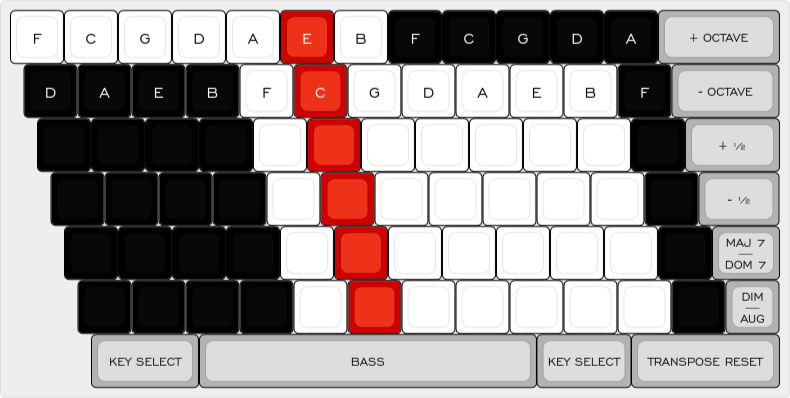 F C G D A E B F C G D A + OCTAVE
D A E B F C G D A E B F - OCTAVE
+ 1/2
- 1/2
MAJ 7
DOM 7
DIM
AUG
KEY SELECT BASS KEY SELECT TRANSPOSE RESET